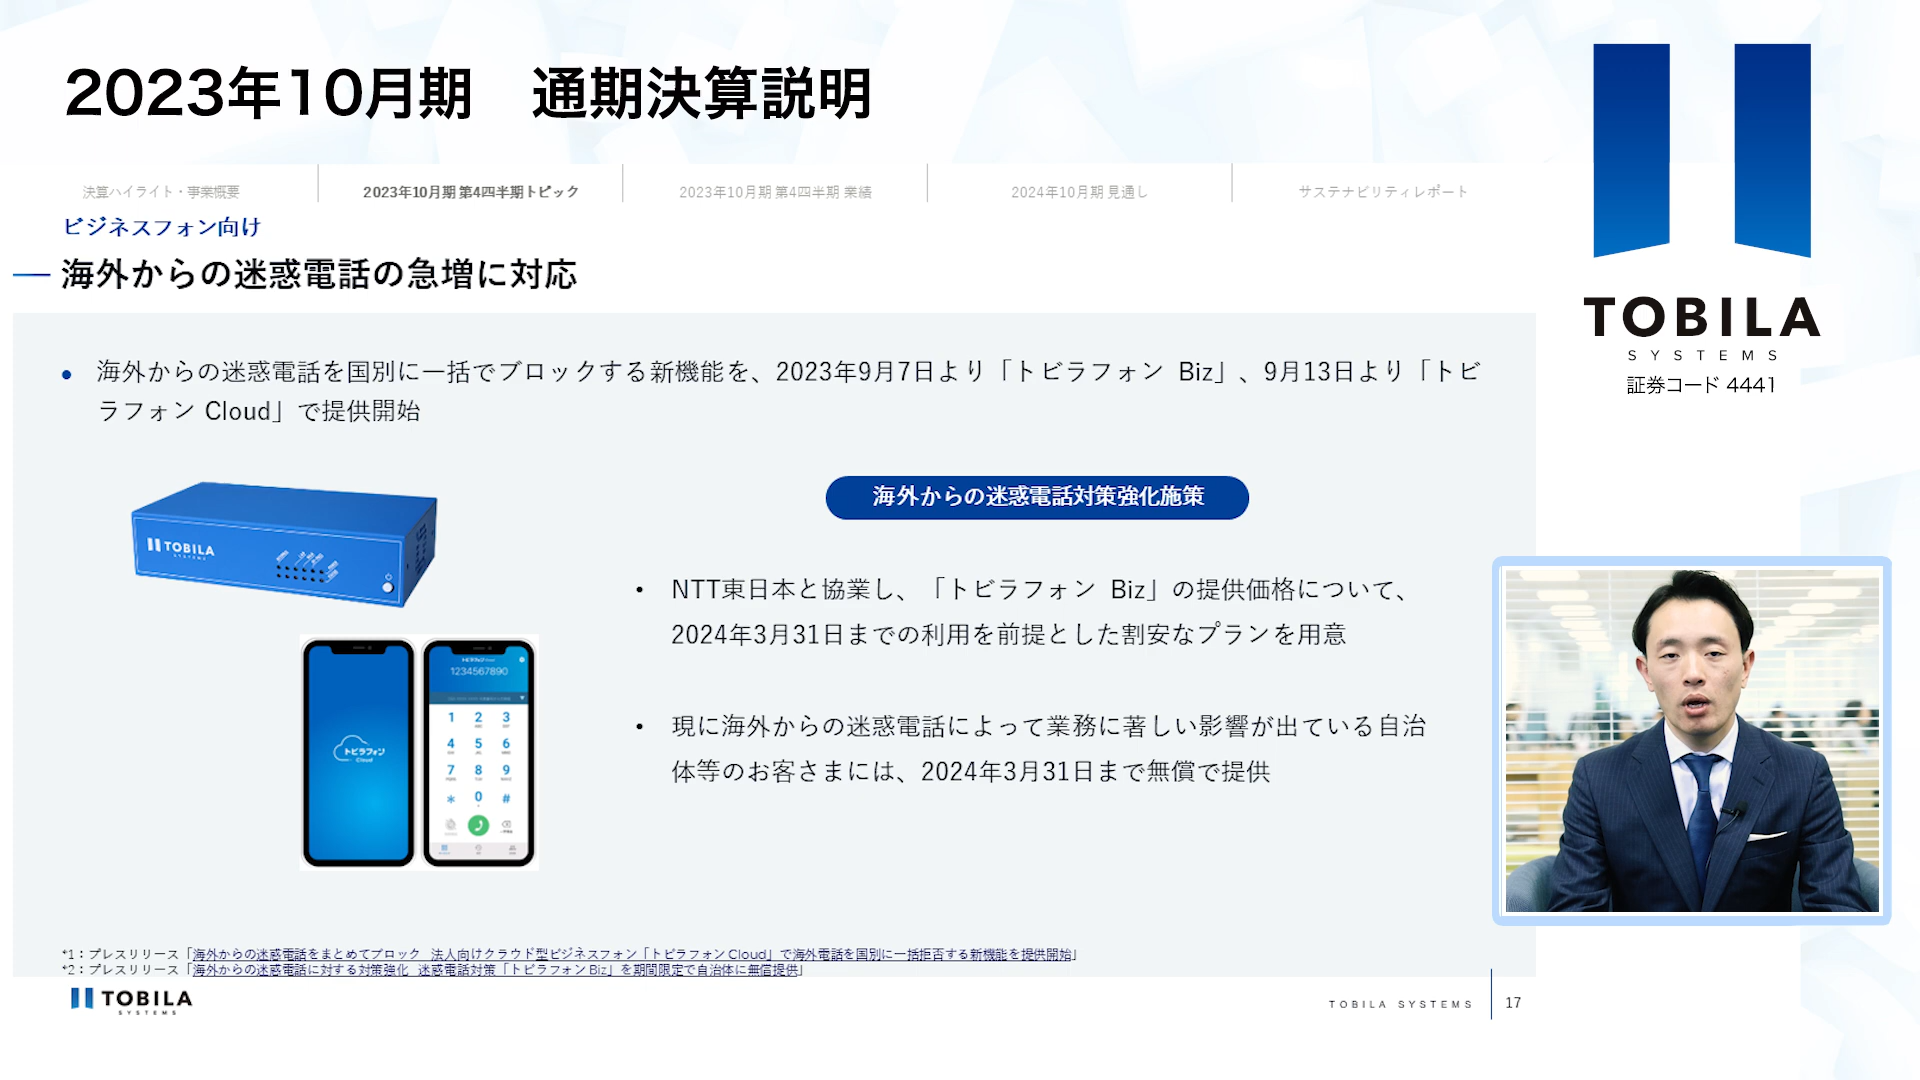 2023年10月期　通期決算説明
決算ハイライト・事業概要
2023年10月期 第4四半期トピック
2023年10月期 第4四半期 業績
2024年10月期 見通し
サステナビリティレポート
ビジネスフォン向け
海外からの迷惑電話の急増に対応
• 海外からの迷惑電話を国別に一括でブロックする新機能を、2023年9月7日より「トビラフォン Biz」、9月13日より「トビ
ラフォン Cloud」で提供開始
TOBILA
SYSTEMS
トビラフォン
Cloud
1234567890
1 2 3
4 5 6
7 8 9
* 0 #
海外からの迷惑電話対策強化施策
• NTT東日本と協業し、「トビラフォン Biz」の提供価格について、
2024年3月31日までの利用を前提とした割安なプランを用意
• 現に海外からの迷惑電話によって業務に著しい影響が出ている自治
体等のお客さまには、2024年3月31日まで無償で提供
*1：プレスリリース「海外からの迷惑電話をまとめてブロック 法人向けクラウド型ビジネスフォン「トビラフォン Cloud」で海外電話を国別に一括拒否する新機能を提供開始」
*2：プレスリリース「海外からの迷惑電話に対する対策強化 迷惑電話対策「トビラフォン Biz」を期間限定で自治体に無償提供」
TOBILA
SYSTEMS
TOBILA SYSTEMS
17
TOBILA
SYSTEMS
証券コード 4441